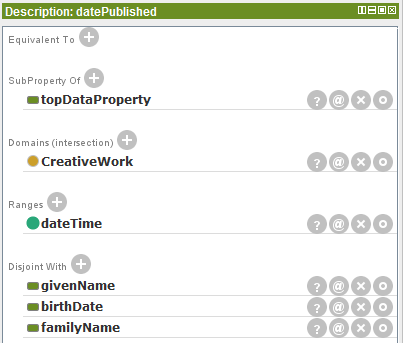 Description: datePublished
Equivalent To
SubProperty Of
topDataProperty
? @
Domains (intersection)
CreativeWork
? @
Ranges
dateTime
? @
Disjoint With
givenName
? @
birthDate
? @
familyName
? @